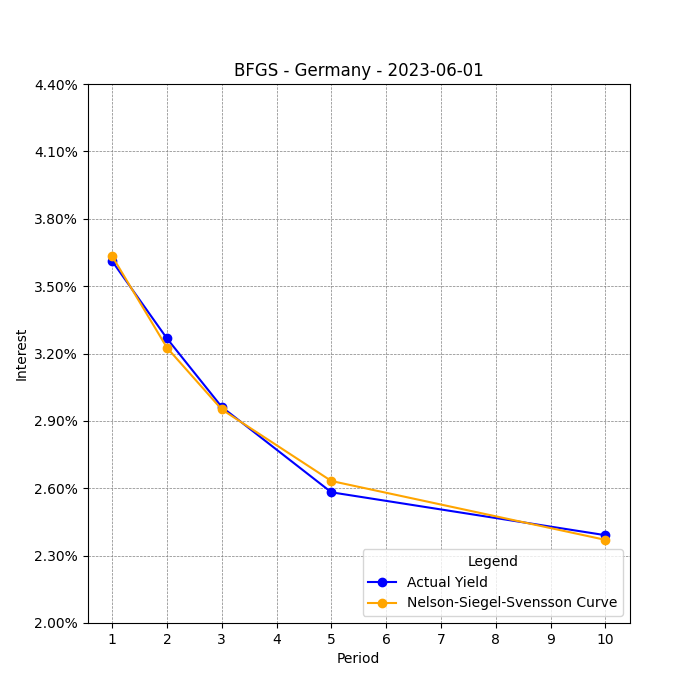 BFGS - Germany - 2023-06-01
4.40%
4.10%
3.80%
3.50%
3.20%
2.90%
2.60%
2.30%
2.00%
Interest
1 2 3 4 5 6 7 8 9 10
Period
Legend
Actual Yield
Nelson-Siegel-Svensson Curve